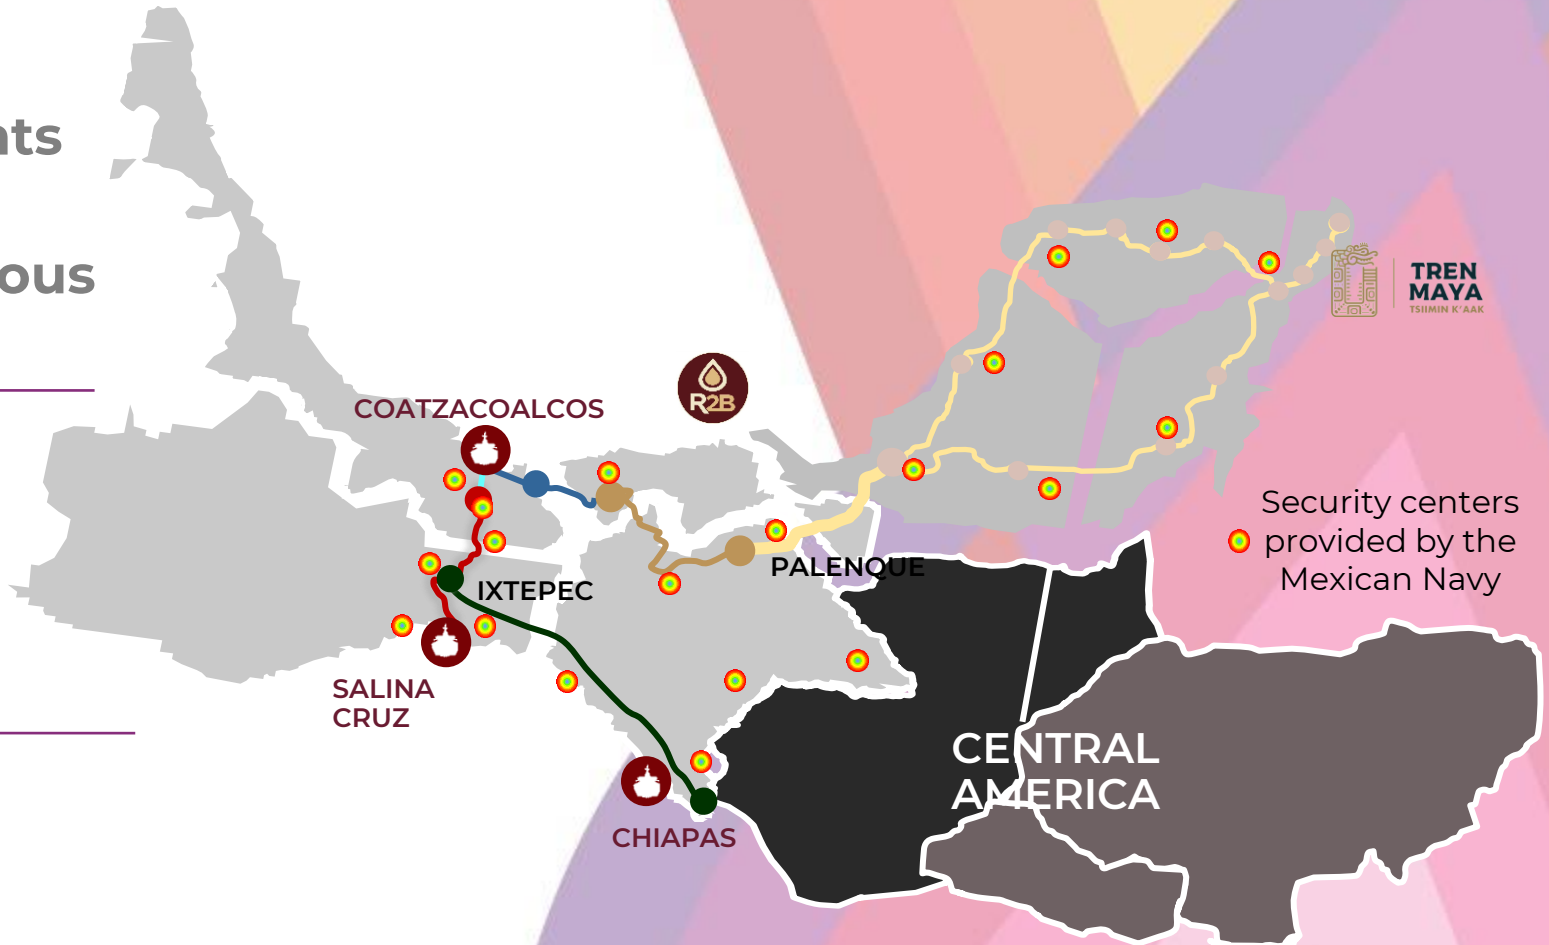 nts
ous
COATZACOALCOS
R2B
TREN
MAYA
TSIIMIN K'AAK
PALENQUE
IXTEPEC
SALINA
CRUZ
CHIAPAS
CENTRAL
AMERICA
Security centers
provided by the
Mexican Navy